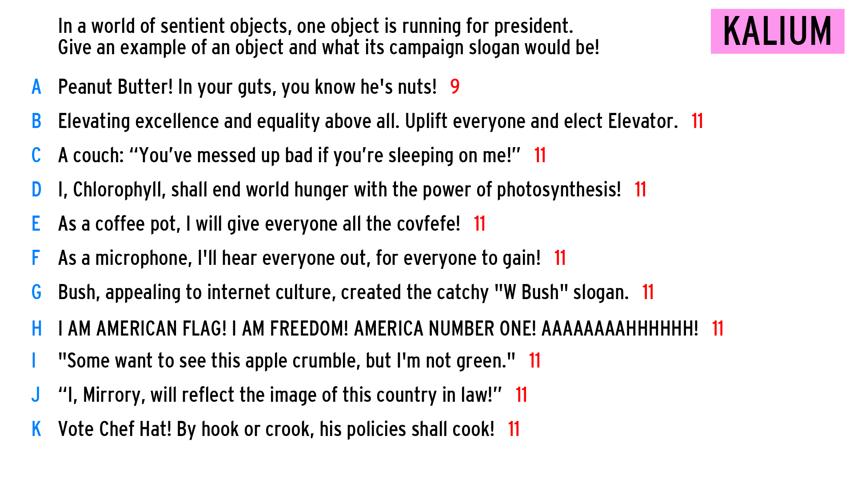 In a world of sentient objects, one object is running for president.
Give an example of an object and what its campaign slogan would be!
KALIUM
A Peanut Butter! In your guts, you know he's nuts! 9
B Elevating excellence and equality above all. Uplift everyone and elect Elevator. 11
C A couch: “You’ve messed up bad if you’re sleeping on me!” 11
D I, Chlorophyll, shall end world hunger with the power of photosynthesis! 11
E As a coffee pot, I will give everyone all the covfefe! 11
F As a microphone, I'll hear everyone out, for everyone to gain! 11
G Bush, appealing to internet culture, created the catchy "W Bush" slogan. 11
H I AM AMERICAN FLAG! I AM FREEDOM! AMERICA NUMBER ONE! AAAAAAAAHHHHHH! 11
I "Some want to see this apple crumble, but I'm not green." 11
J “I, Mirrory, will reflect the image of this country in law!” 11
K Vote Chef Hat! By hook or crook, his policies shall cook! 11